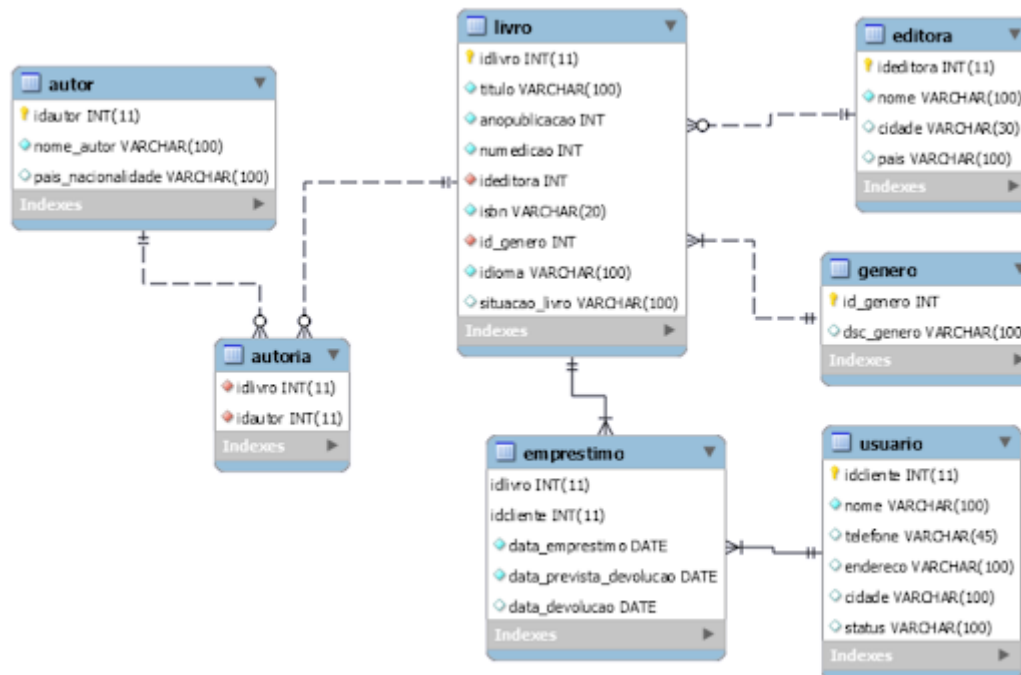 autor
idautor INT(11)
nome_autor VARCHAR(100)
pais_nacionalidade VARCHAR(100)
Indexes
livro
idlivro INT(11)
titulo VARCHAR(100)
anopublicacao INT
numedicao INT
ideditora INT
isbn VARCHAR(20)
id_genero INT
idioma VARCHAR(100)
situacao_livro VARCHAR(100)
Indexes
editora
ideditora INT(11)
nome VARCHAR(100)
cidade VARCHAR(30)
pais VARCHAR(100)
Indexes
genero
id_genero INT
dsc_genero VARCHAR(100
Indexes
autoria
idlivro INT(11)
idautor INT(11)
Indexes
emprestimo
idlivro INT(11)
idcliente INT(11)
data_emprestimo DATE
data_prevista_devolucao DATE
data_devolucao DATE
Indexes
usuario
idcliente INT(11)
nome VARCHAR(100)
telefone VARCHAR(45)
endereco VARCHAR(100)
cidade VARCHAR(100)
status VARCHAR(100)
Indexes